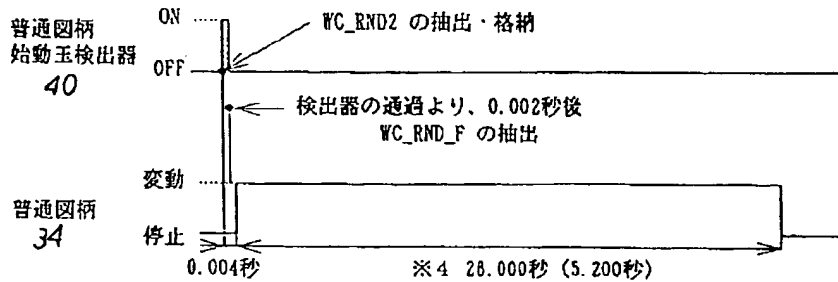 ON
普通図柄
始動玉検出器
40
OFF
WC_RND2 の抽出・格納
検出器の通過より、0.002秒後
WC_RND_F の抽出
変動
普通図柄
34
停止
0.004秒
※4 28.000秒 (5.200秒)